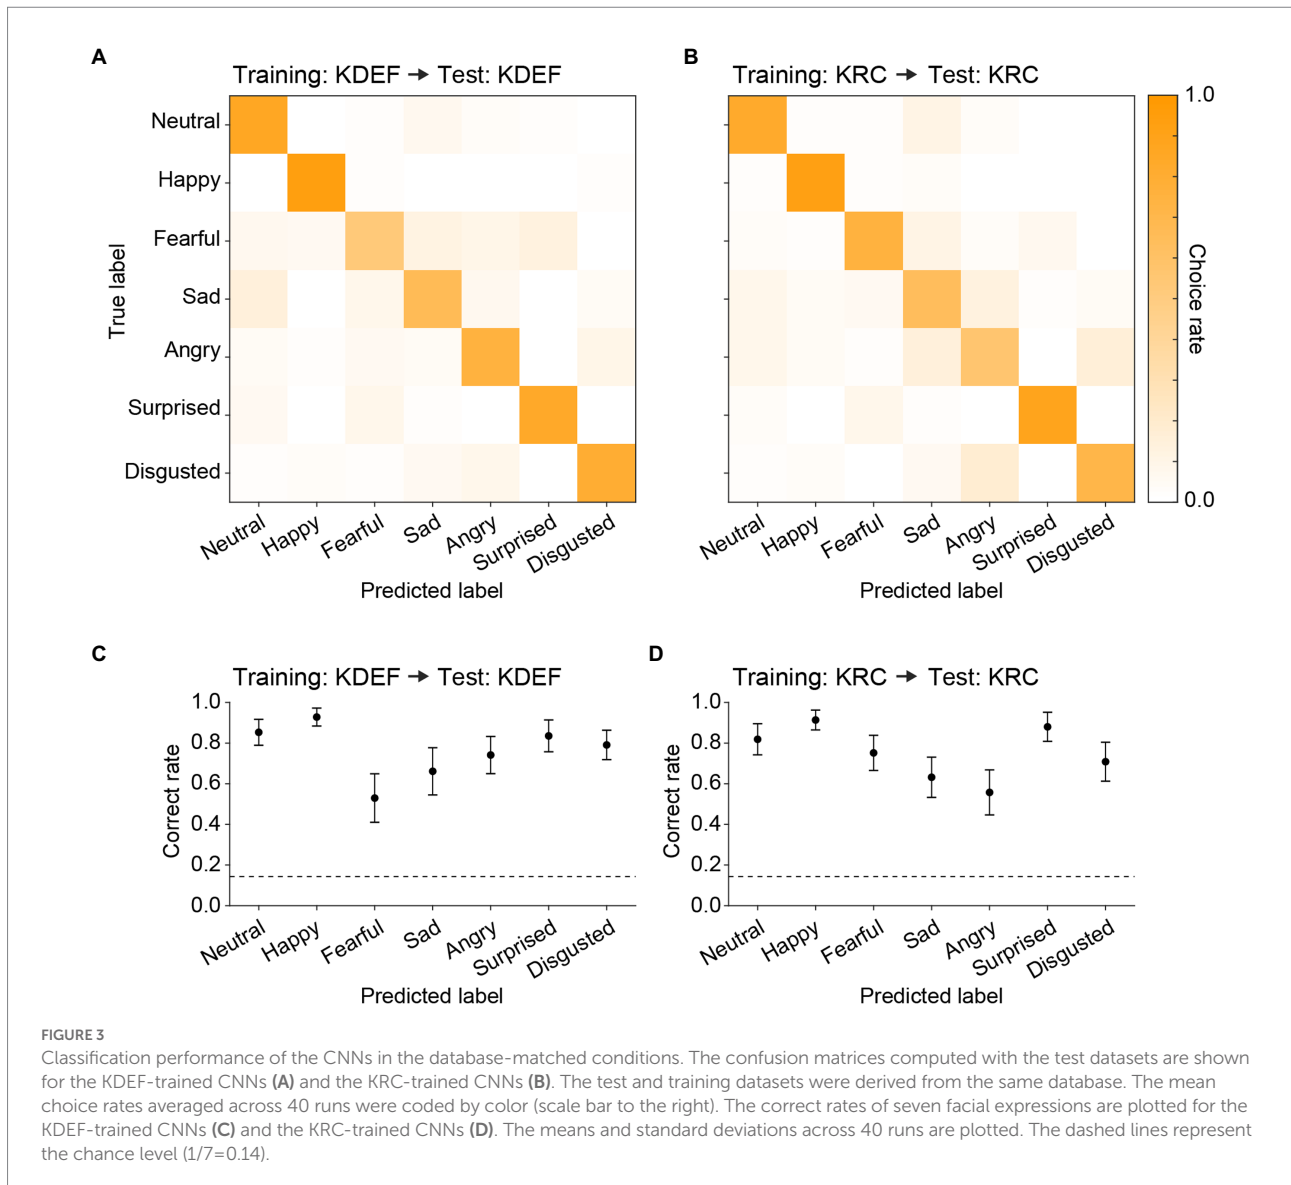 A
Training: KDEF → Test: KDEF
B
Training: KRC → Test: KRC
True label
Neutral
Happy
Fearful
Sad
Angry
Surprised
Disgusted
Neutral
Happy
Fearful
Sad
Angry
Surprised
Disgusted
Predicted label
Neutral
Happy
Fearful
Sad
Angry
Surprised
Disgusted
Predicted label
1.0
Choice rate
0.0
C
Training: KDEF → Test: KDEF
Correct rate
1.0
0.8
0.6
0.4
0.2
0.0
Neutral
Happy
Fearful
Sad
Angry
Surprised
Disgusted
Predicted label
D
Training: KRC → Test: KRC
Correct rate
1.0
0.8
0.6
0.4
0.2
0.0
Neutral
Happy
Fearful
Sad
Angry
Surprised
Disgusted
Predicted label
FIGURE 3
Classification performance of the CNNs in the database-matched conditions. The confusion matrices computed with the test datasets are shown
for the KDEF-trained CNNs (A) and the KRC-trained CNNs (B). The test and training datasets were derived from the same database. The mean
choice rates averaged across 40 runs were coded by color (scale bar to the right). The correct rates of seven facial expressions are plotted for the
KDEF-trained CNNs (C) and the KRC-trained CNNs (D). The means and standard deviations across 40 runs are plotted. The dashed lines represent
the chance level (1/7=0.14).